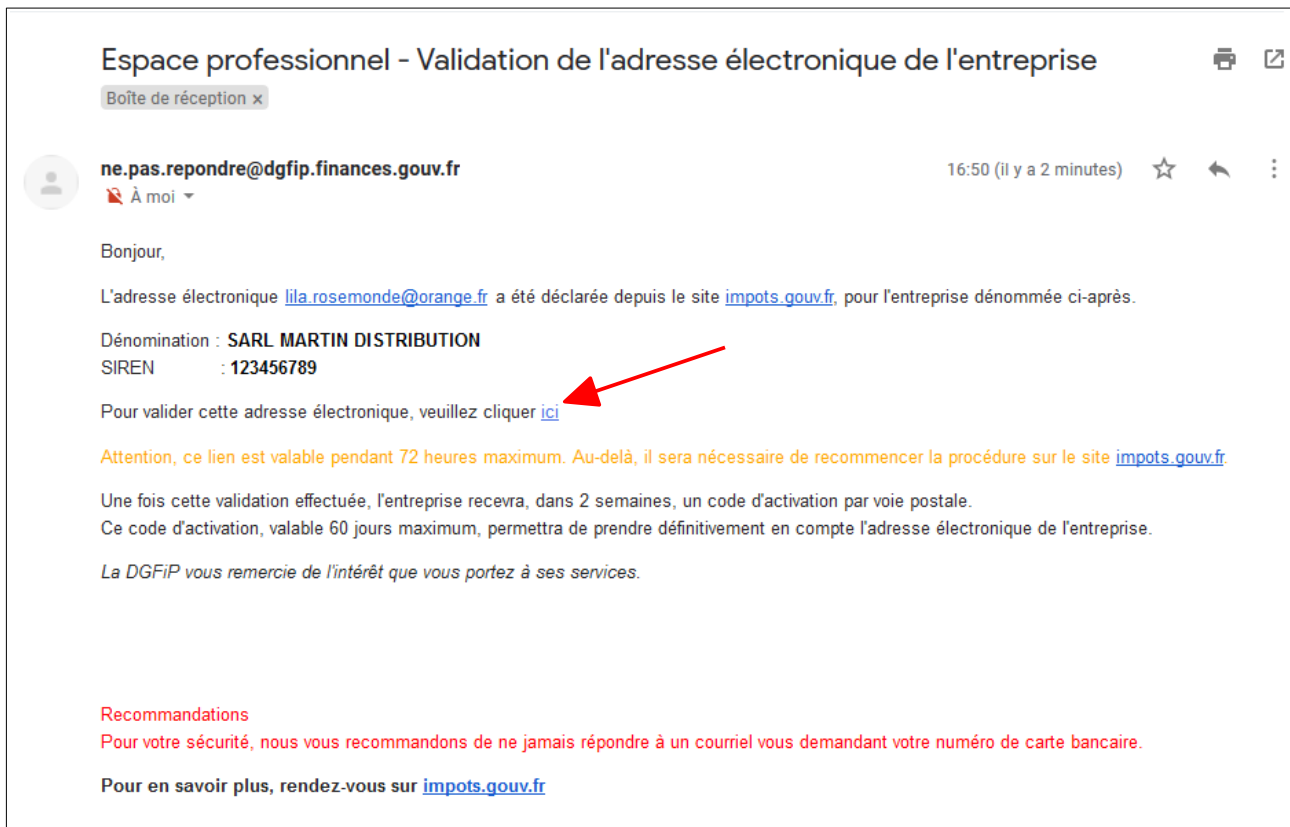 Espace professionnel - Validation de l'adresse électronique de l'entreprise
Boîte de réception x
ne.pas.repondre@dgfip.finances.gouv.fr
16:50 (il y a 2 minutes)
À moi
Bonjour,
L'adresse électronique lila.rosemonde@orange.fr a été déclarée depuis le site impots.gouv.fr, pour l'entreprise dénommée ci-après.
Dénomination : SARL MARTIN DISTRIBUTION
SIREN : 123456789
Pour valider cette adresse électronique, veuillez cliquer ici
Attention, ce lien est valable pendant 72 heures maximum. Au-delà, il sera nécessaire de recommencer la procédure sur le site impots.gouv.fr.
Une fois cette validation effectuée, l'entreprise recevra, dans 2 semaines, un code d'activation par voie postale.
Ce code d'activation, valable 60 jours maximum, permettra de prendre définitivement en compte l'adresse électronique de l'entreprise.
La DGFiP vous remercie de l'intérêt que vous portez à ses services.
Recommandations
Pour votre sécurité, nous vous recommandons de ne jamais répondre à un courriel vous demandant votre numéro de carte bancaire.
Pour en savoir plus, rendez-vous sur impots.gouv.fr